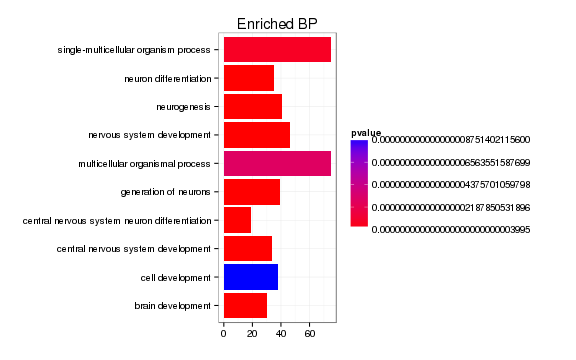 Enriched BP
single-multicellular organism process
neuron differentiation
neurogenesis
nervous system development
multicellular organismal process
generation of neurons
central nervous system neuron differentiation
central nervous system development
cell development
brain development
0 20 40 60
pvalue
0.000000000000000008751402115600
0.000000000000000006563551587699
0.000000000000000004375701059798
0.000000000000000002187850531896
0.000000000000000000000000003995